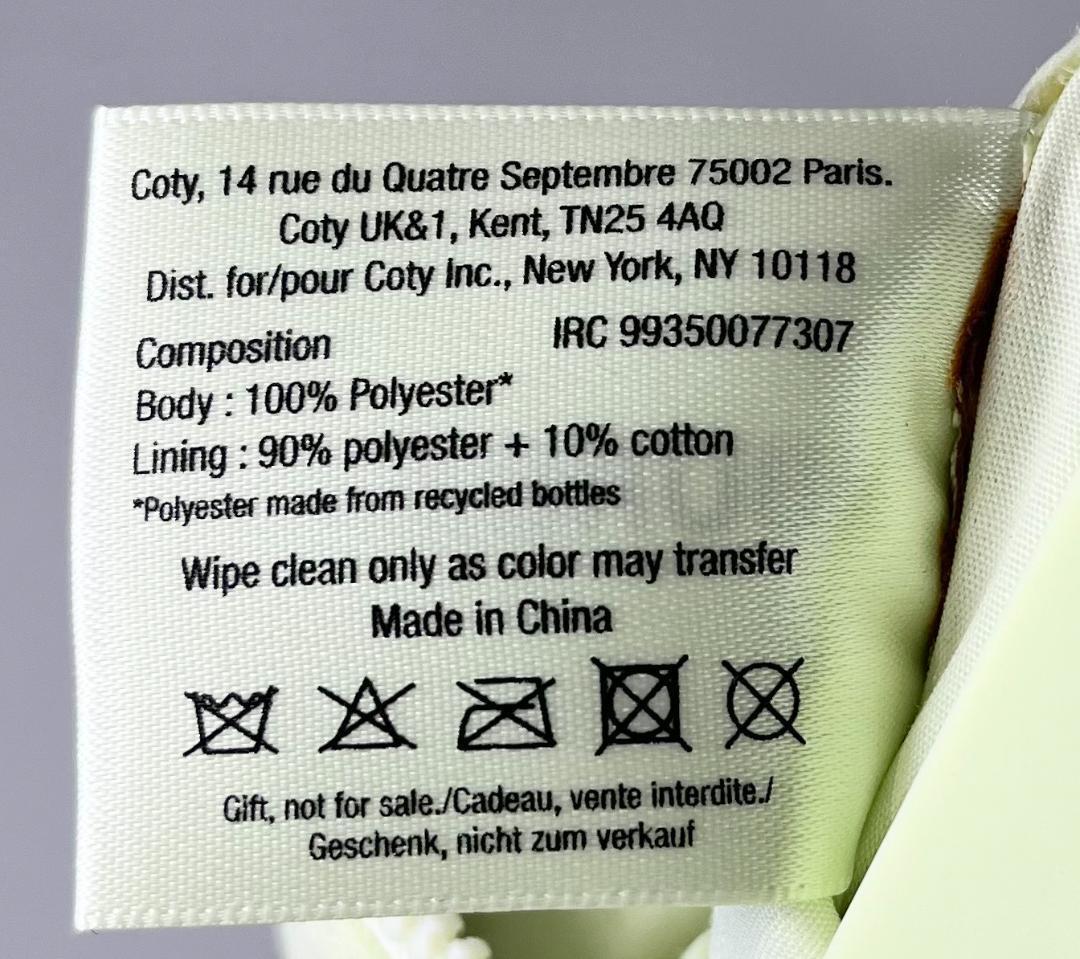 Coty, 14 rue du Quatre Septembre 75002 Paris.
Coty UK&1, Kent, TN25 4AQ
Dist. for/pour Coty Inc., New York, NY 10118
Composition IRC 99350077307
Body : 100% Polyester*
Lining : 90% polyester + 10% cotton
*Polyester made from recycled bottles
Wipe clean only as color may transfer
Made in China
Gift, not for sale./Cadeau, vente interdite./
Geschenk, nicht zum verkauf